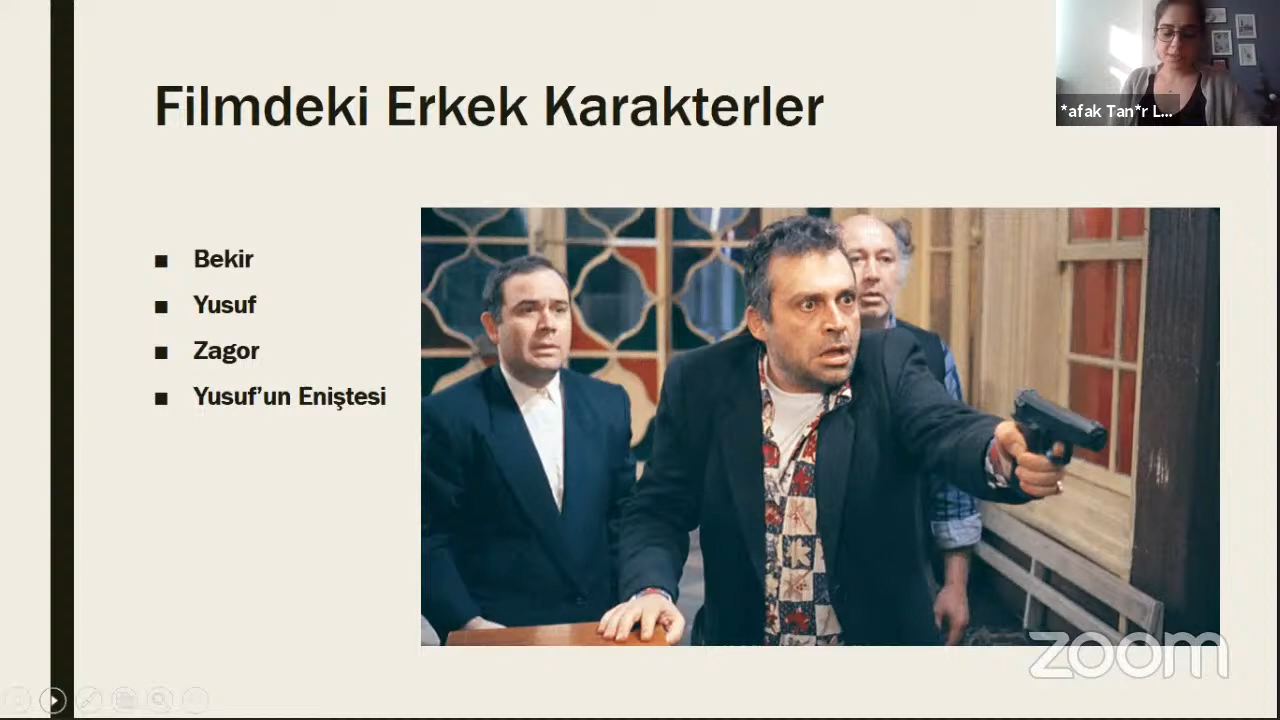 Filmdeki Erkek Karakterler
*afak Tan*r L...
■ Bekir
■ Yusuf
■ Zagor
■ Yusuf’un Eniştesi
zoom